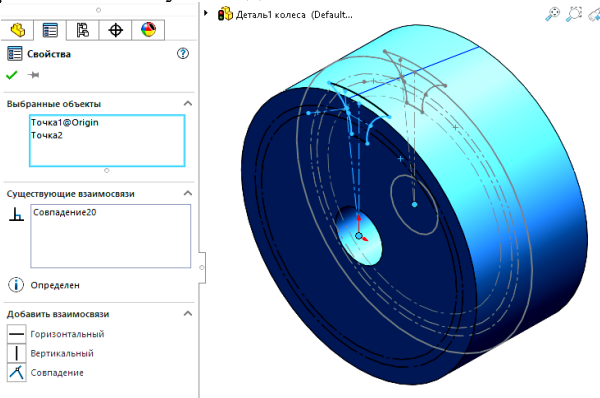 Деталь1 колеса (Default...
Свойства
Выбранные объекты
Точка1@Origin
Точка2
Существующие взаимосвязи
Совпадение20
Определен
Добавить взаимосвязи
Горизонтальный
Вертикальный
Совпадение